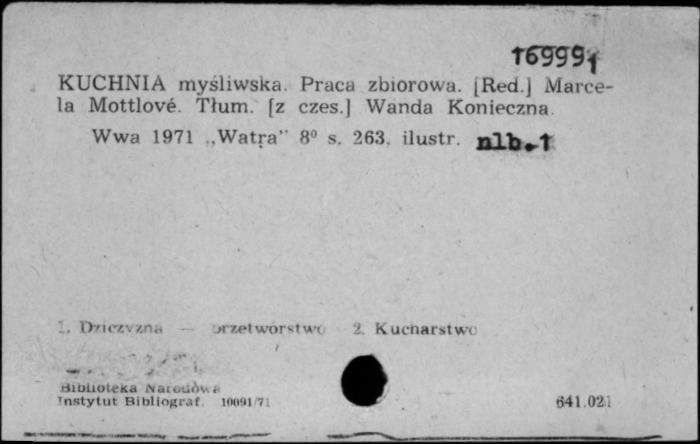 169991
KUCHNIA myśliwska. Praca zbiorowa. [Red.] Marce-
la Mottlové. Tłum. [z czes.] Wanda Konieczna.
Wwa 1971 „Watra” 8⁰ s. 263, ilustr. nlb. 1
1. Dziczyzna — przetwórstwo 2. Kucharstwo
Biblioteka Narodowa
Instytut Bibliograf. 10091/71
641.021